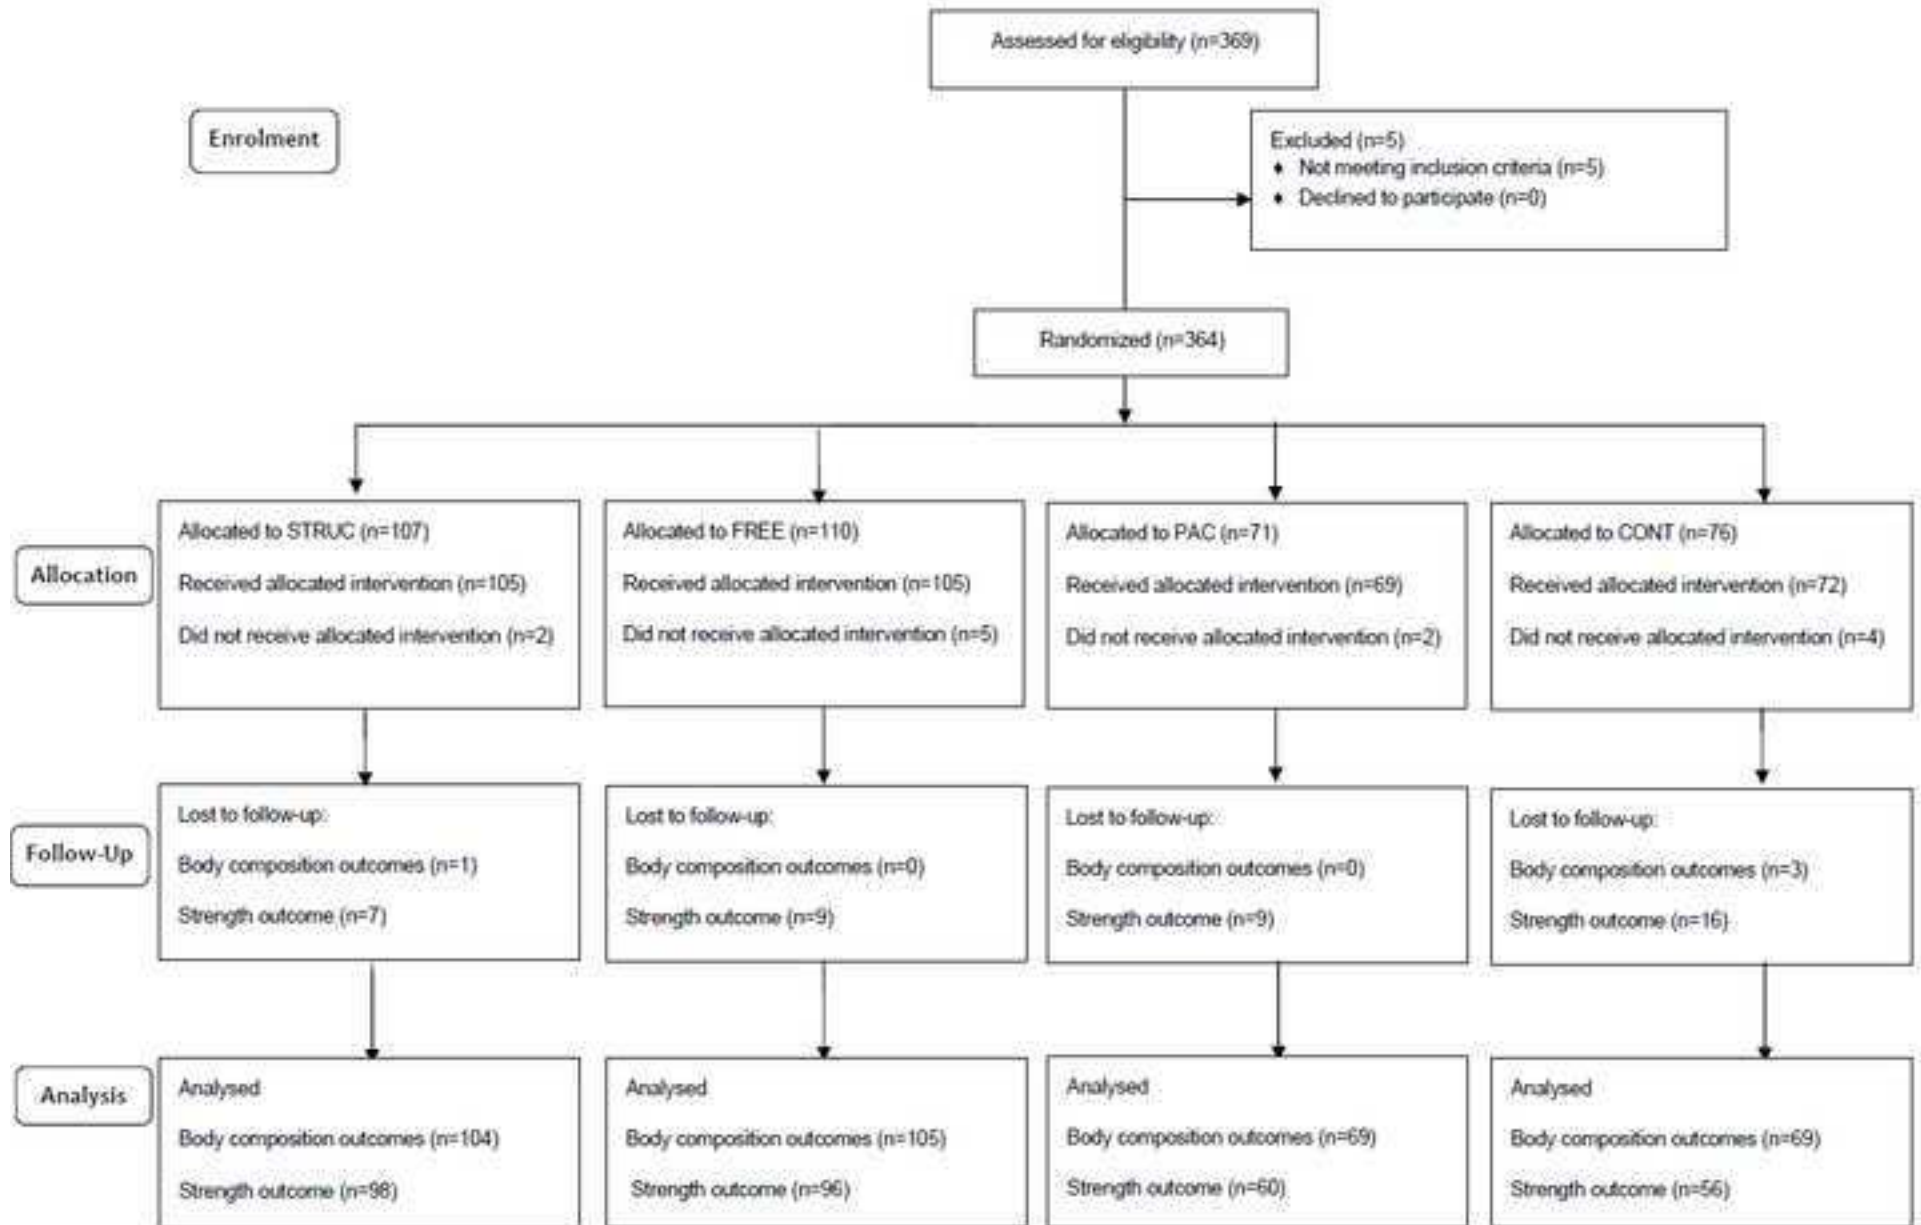 Assessed for eligibility (n=369)
Enrolment
Excluded (n=5)
♦ Not meeting inclusion criteria (n=5)
♦ Declined to participate (n=0)
Randomized (n=364)
Allocation
Allocated to STRUC (n=107)
Received allocated intervention (n=105)
Did not receive allocated intervention (n=2)
Allocated to FREE (n=110)
Received allocated intervention (n=105)
Did not receive allocated intervention (n=5)
Allocated to PAC (n=71)
Received allocated intervention (n=69)
Did not receive allocated intervention (n=2)
Allocated to CONT (n=76)
Received allocated intervention (n=72)
Did not receive allocated intervention (n=4)
Follow-Up
Lost to follow-up:
Body composition outcomes (n=1)
Strength outcome (n=7)
Lost to follow-up:
Body composition outcomes (n=0)
Strength outcome (n=9)
Lost to follow-up:
Body composition outcomes (n=0)
Strength outcome (n=9)
Lost to follow-up:
Body composition outcomes (n=3)
Strength outcome (n=16)
Analysis
Analysed
Body composition outcomes (n=104)
Strength outcome (n=98)
Analysed
Body composition outcomes (n=105)
Strength outcome (n=96)
Analysed
Body composition outcomes (n=69)
Strength outcome (n=60)
Analysed
Body composition outcomes (n=69)
Strength outcome (n=56)